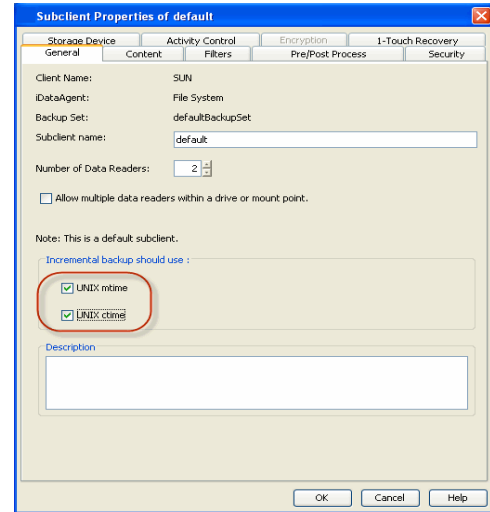 Subclient Properties of default
Storage Device Activity Control Encryption 1-Touch Recovery
General Content Filters Pre/Post Process Security
Client Name: SUN
iDataAgent: File System
Backup Set: defaultBackupSet
Subclient name: default
Number of Data Readers: 2
Allow multiple data readers within a drive or mount point.
Note: This is a default subclient.
Incremental backup should use :
UNIX mtime
UNIX ctime
Description
OK Cancel Help